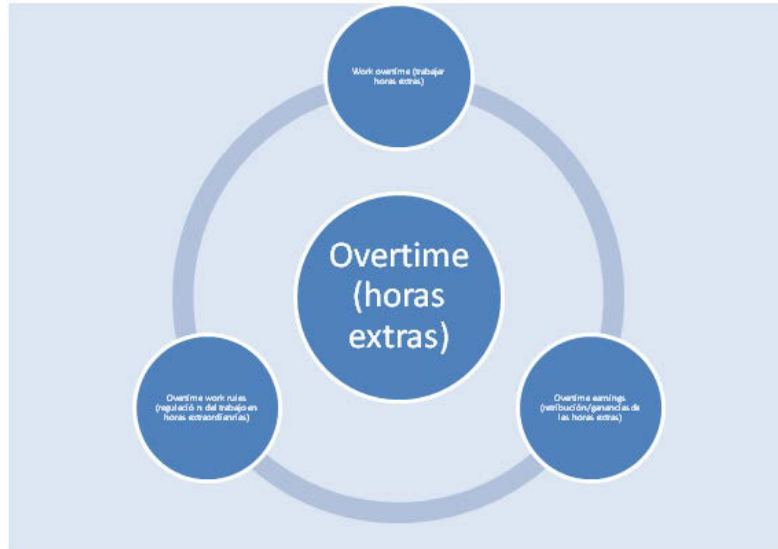 Work overtime (trabajar
horas extras)
Overtime
(horas
extras)
Overtime work rules
(regulació n del trabajo en
horas extraordianrias)
Overtime earnings
(retribución/ganancias de
las horas extras)